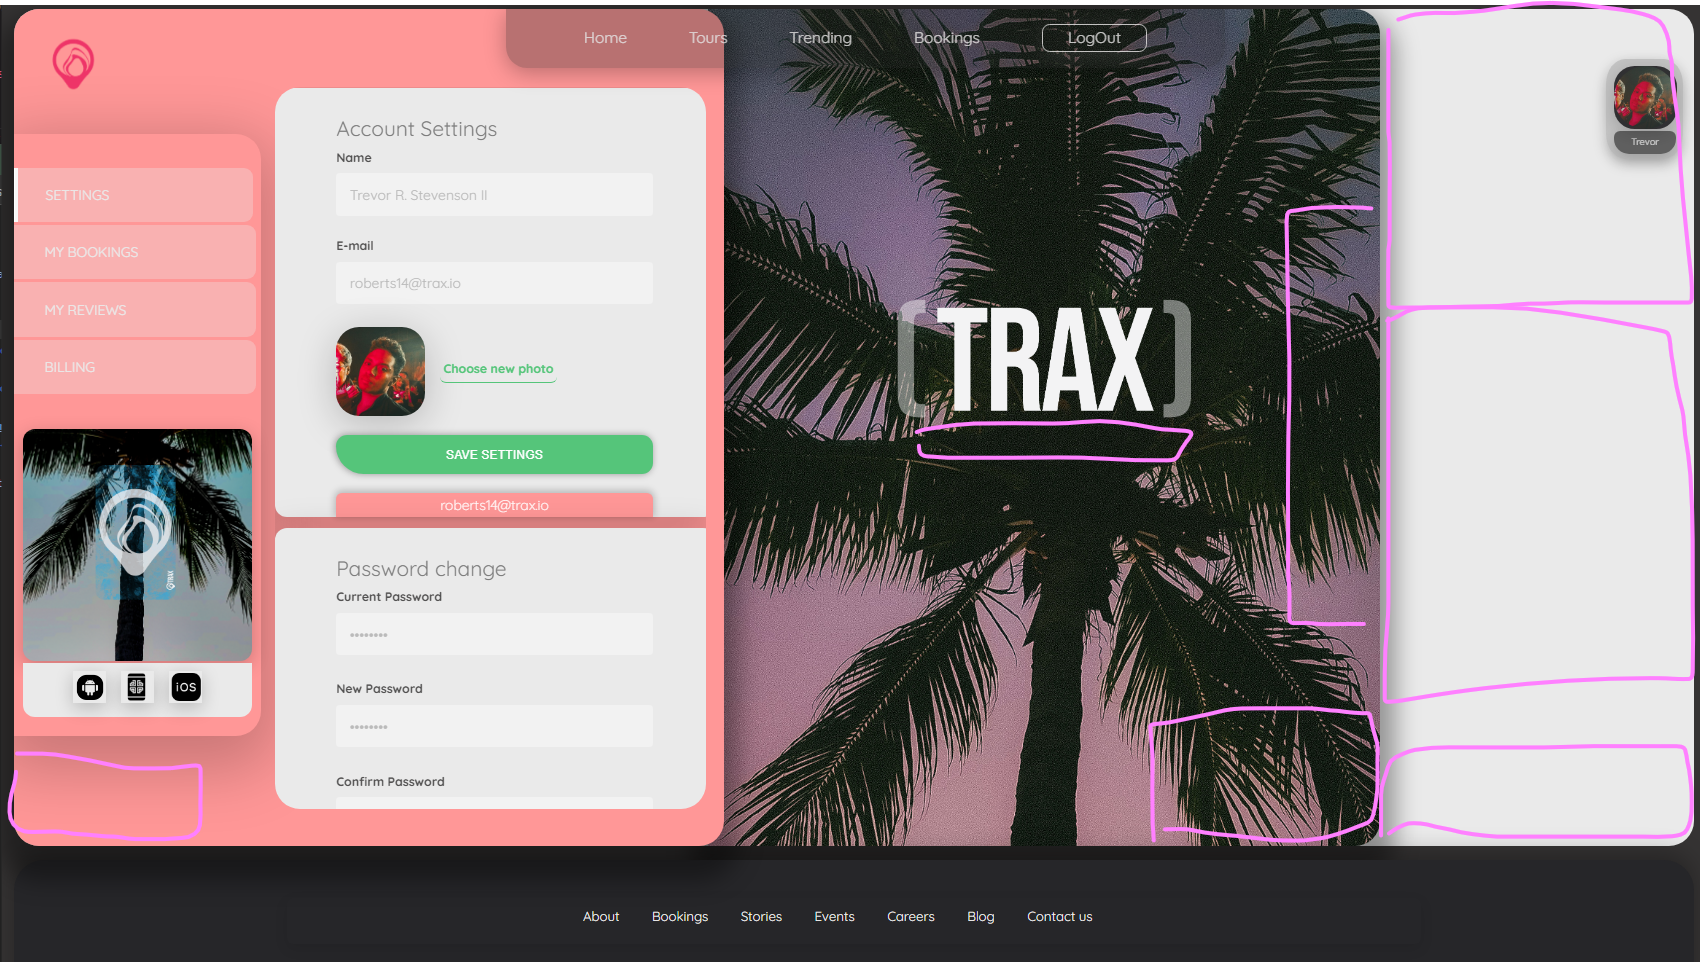 Home Tours Trending Bookings LogOut
Trevor
SETTINGS
MY BOOKINGS
MY REVIEWS
BILLING
TRAX
iOS
Account Settings
Name
Trevor R. Stevenson II
E-mail
roberts14@trax.io
Choose new photo
SAVE SETTINGS
roberts14@trax.io
Password change
Current Password
••••••••
New Password
••••••••
Confirm Password
[TRAX]
About Bookings Stories Events Careers Blog Contact us